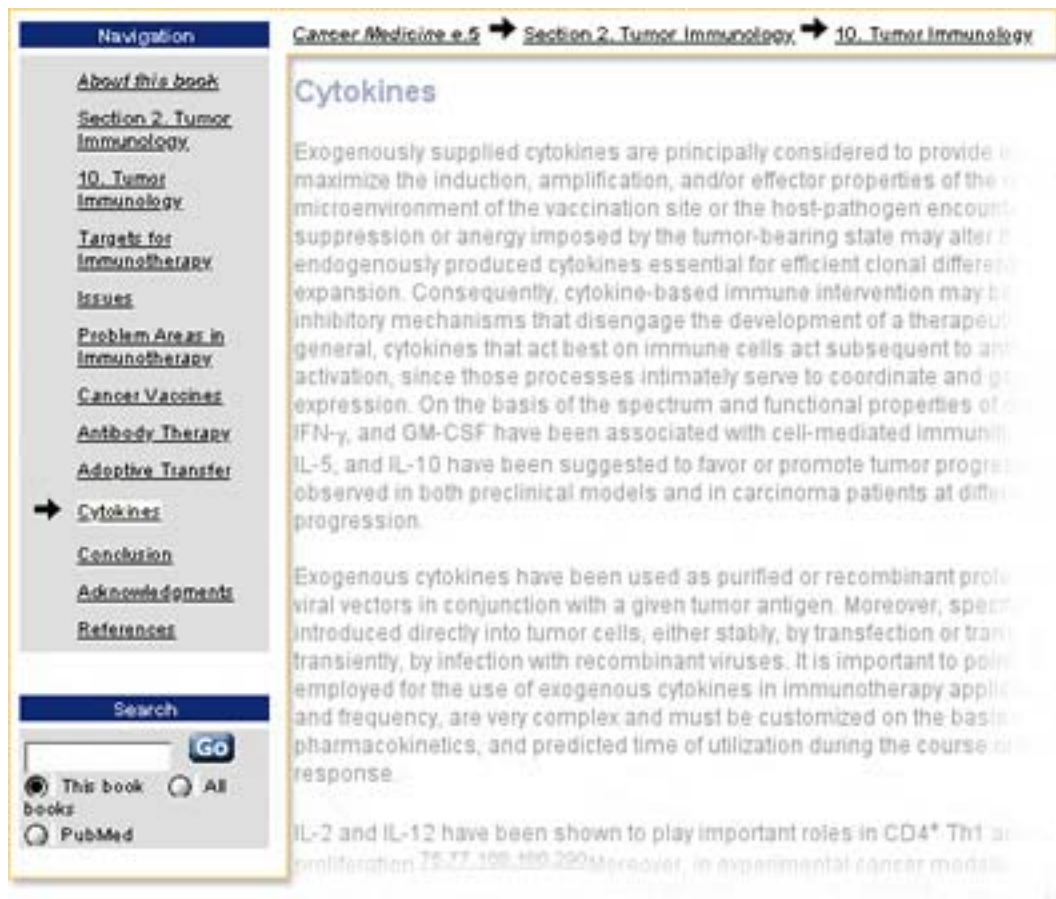 Navigation
About this book
Section 2. Tumor
Immunology
10. Tumor
Immunology
Targets for
Immunotherapy
Issues
Problem Areas in
Immunotherapy
Cancer Vaccines
Antibody Therapy
Adoptive Transfer
Cytokines
Conclusion
Acknowledgments
References
Search
Go
This book All
books
PubMed
Cancer Medicine e.5 Section 2. Tumor Immunology 10. Tumor Immunology
Cytokines
Exogenously supplied cytokines are principally considered to provide
maximize the induction, amplification, and/or effector properties of the
microenvironment of the vaccination site or the host-pathogen
suppression or anergy imposed by the tumor-bearing state may alter
endogenously produced cytokines essential for efficient clonal
expansion. Consequently, cytokine-based immune intervention may
inhibitory mechanisms that disengage the development of a
general, cytokines that act best on immune cells act subsequent to
activation, since those processes intimately serve to coordinate and
expression. On the basis of the spectrum and functional properties of
IFN-γ, and GM-CSF have been associated with cell-mediated
IL-5, and IL-10 have been suggested to favor or promote tumor
observed in both preclinical models and in carcinoma patients at
progression.
Exogenous cytokines have been used as purified or recombinant
viral vectors in conjunction with a given tumor antigen. Moreover,
introduced directly into tumor cells, either stably, by transfection or
transiently, by infection with recombinant viruses. It is important to
employed for the use of exogenous cytokines in immunotherapy
and frequency, are very complex and must be customized on the
pharmacokinetics, and predicted time of utilization during the course
response.
IL-2 and IL-12 have been shown to play important roles in CD4+ Th1
proliferation. Moreover, in experimental cancer